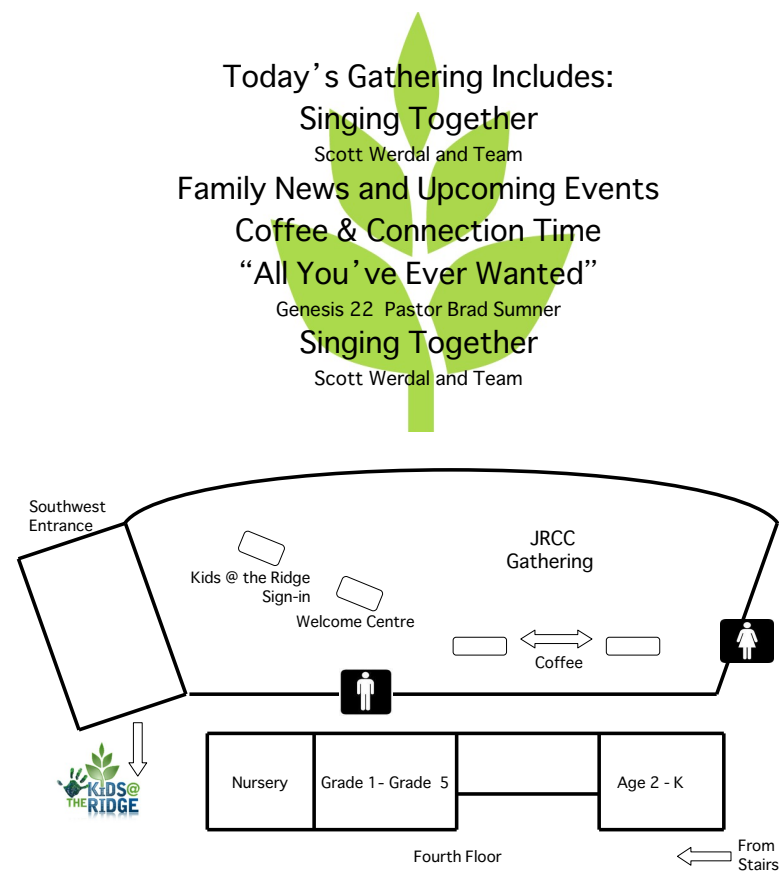 Today’s Gathering Includes:
Singing Together
Scott Werdal and Team
Family News and Upcoming Events
Coffee & Connection Time
“All You’ve Ever Wanted”
Genesis 22 Pastor Brad Sumner
Singing Together
Scott Werdal and Team
Southwest
Entrance
JRCC
Gathering
Kids @ the Ridge
Sign-in
Welcome Centre
Coffee
KiDS@
THE RIDGE
Nursery
Grade 1- Grade 5
Age 2 - K
Fourth Floor
From
Stairs